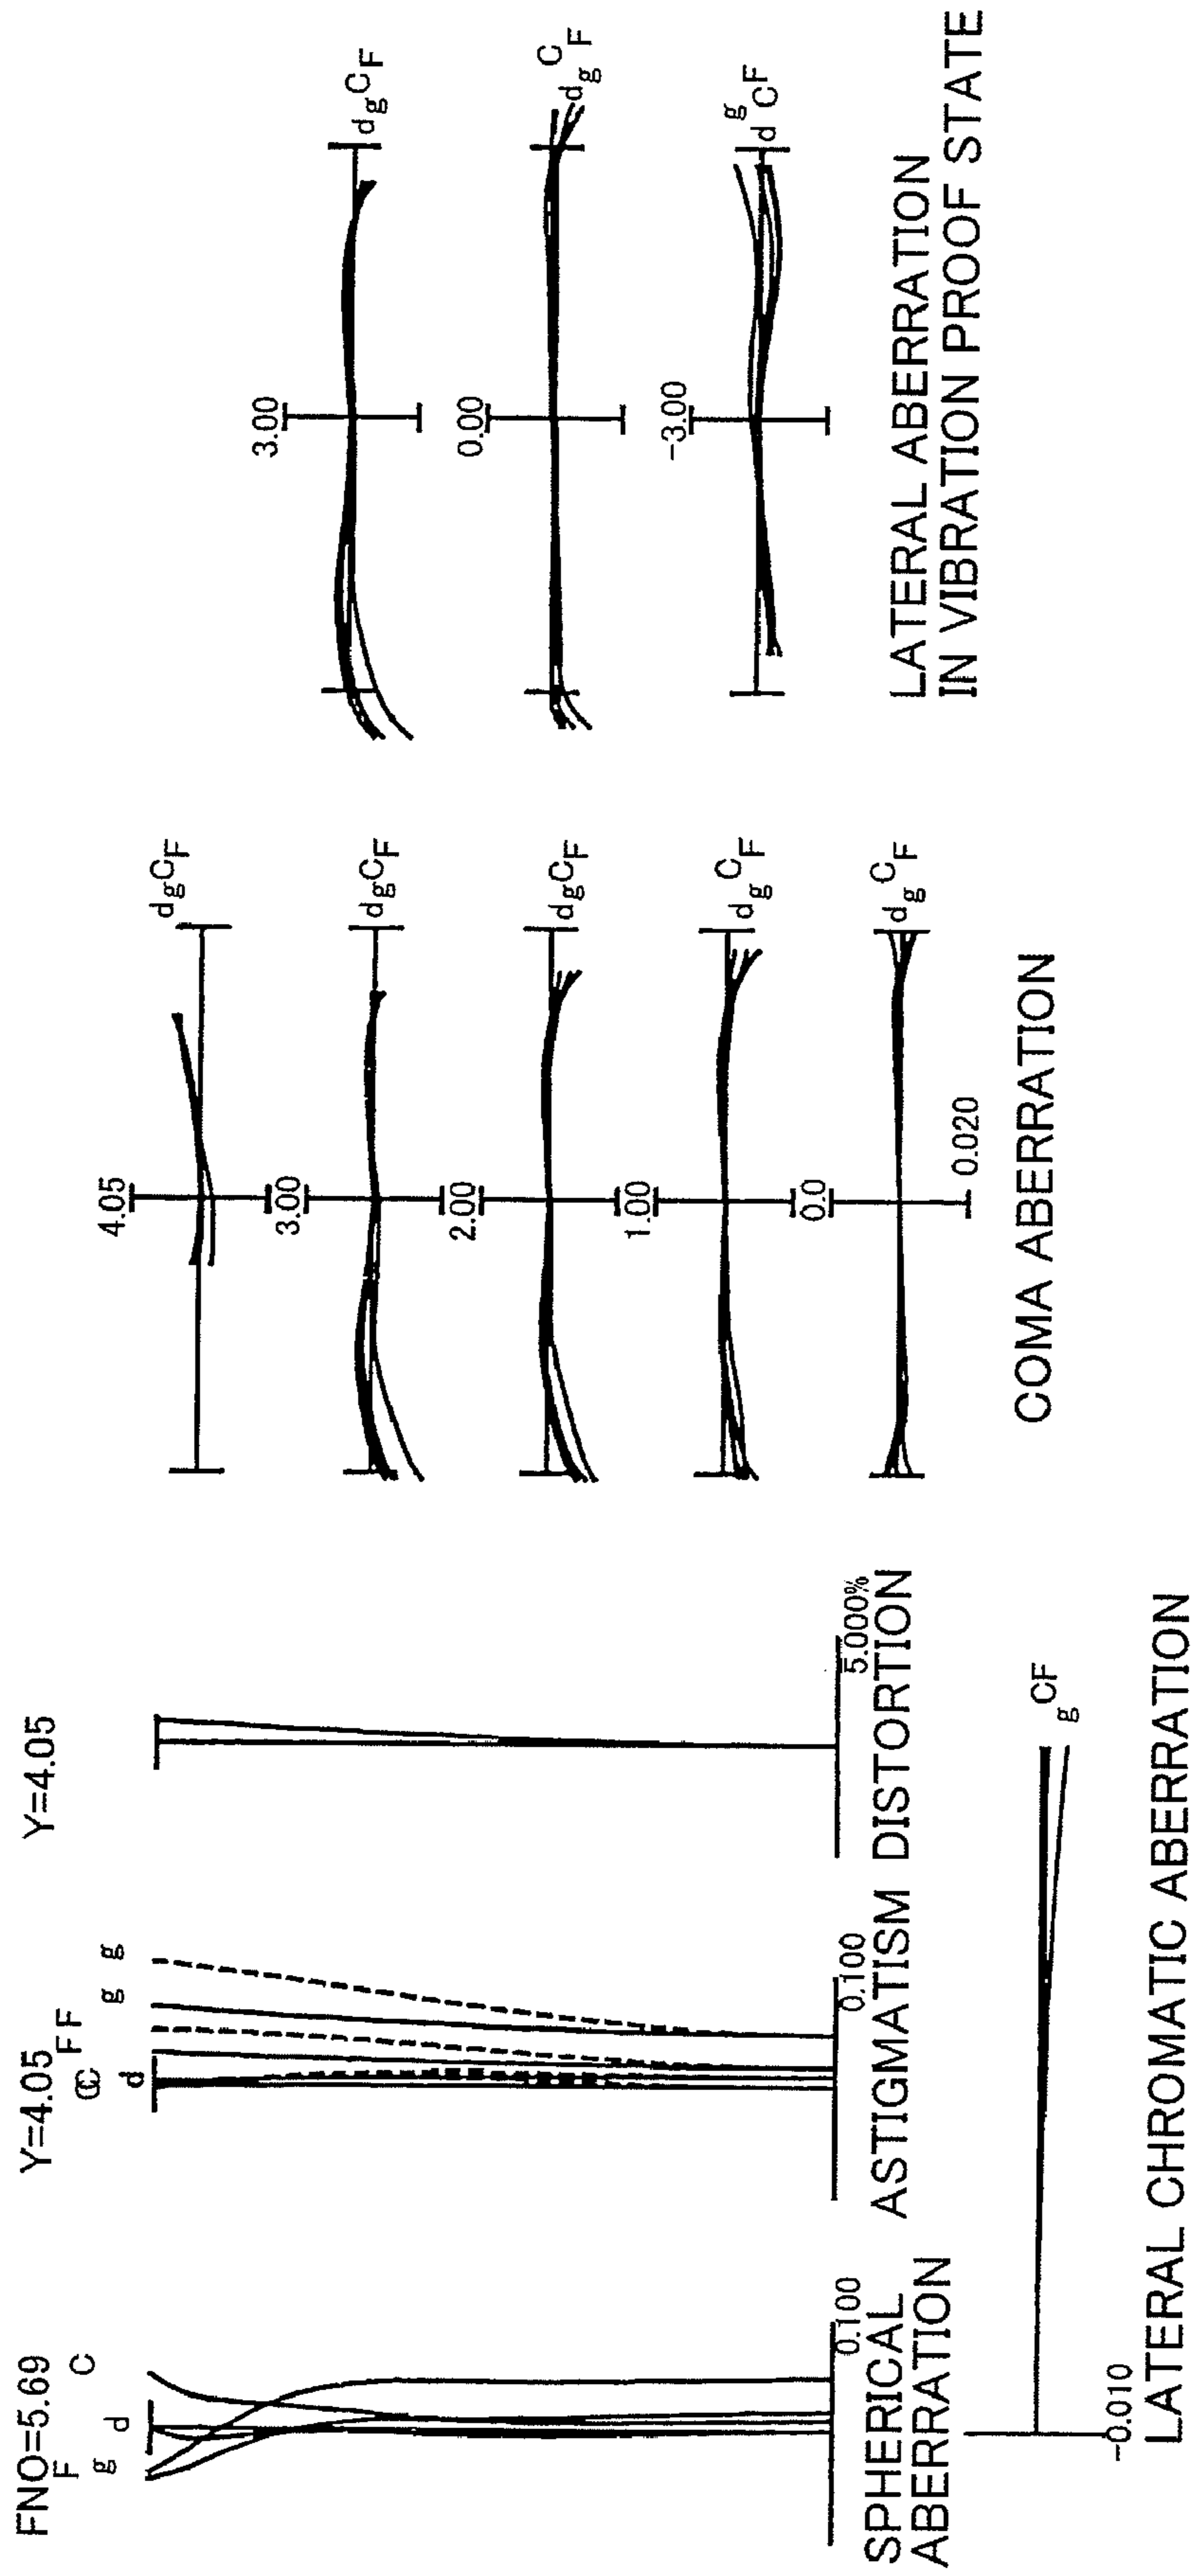 FNO=5.69
F
g
d
C
0.100
SPHERICAL
ABERRATION
Y=4.05
C C
d
F F
g
g
0.100
ASTIGMATISM
Y=4.05
5.000%
DISTORTION
g C F
-0.010
LATERAL CHROMATIC ABERRATION
4.05
d g C F
3.00
d g C F
2.00
d g C F
1.00
d g C F
0.0
d g C F
0.020
COMA ABERRATION
3.00
d g C F
0.00
d g C F
-3.00
d g C F
LATERAL ABERRATION
IN VIBRATION PROOF STATE